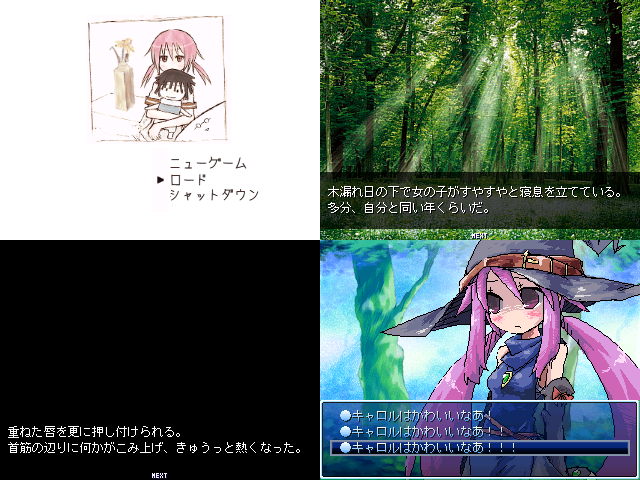 ニューゲーム
ロード
シャットダウン
木漏れ日の下で女の子がすやすやと寝息を立てている。
多分、自分と同い年くらいだ。
NEXT
重ねた唇を更に押し付けられる。
首筋の辺りに何かがこみ上げ、きゅうっと熱くなった。
NEXT
キャロルはかわいいなあ！
キャロルはかわいいなあ！！
キャロルはかわいいなあ！！！